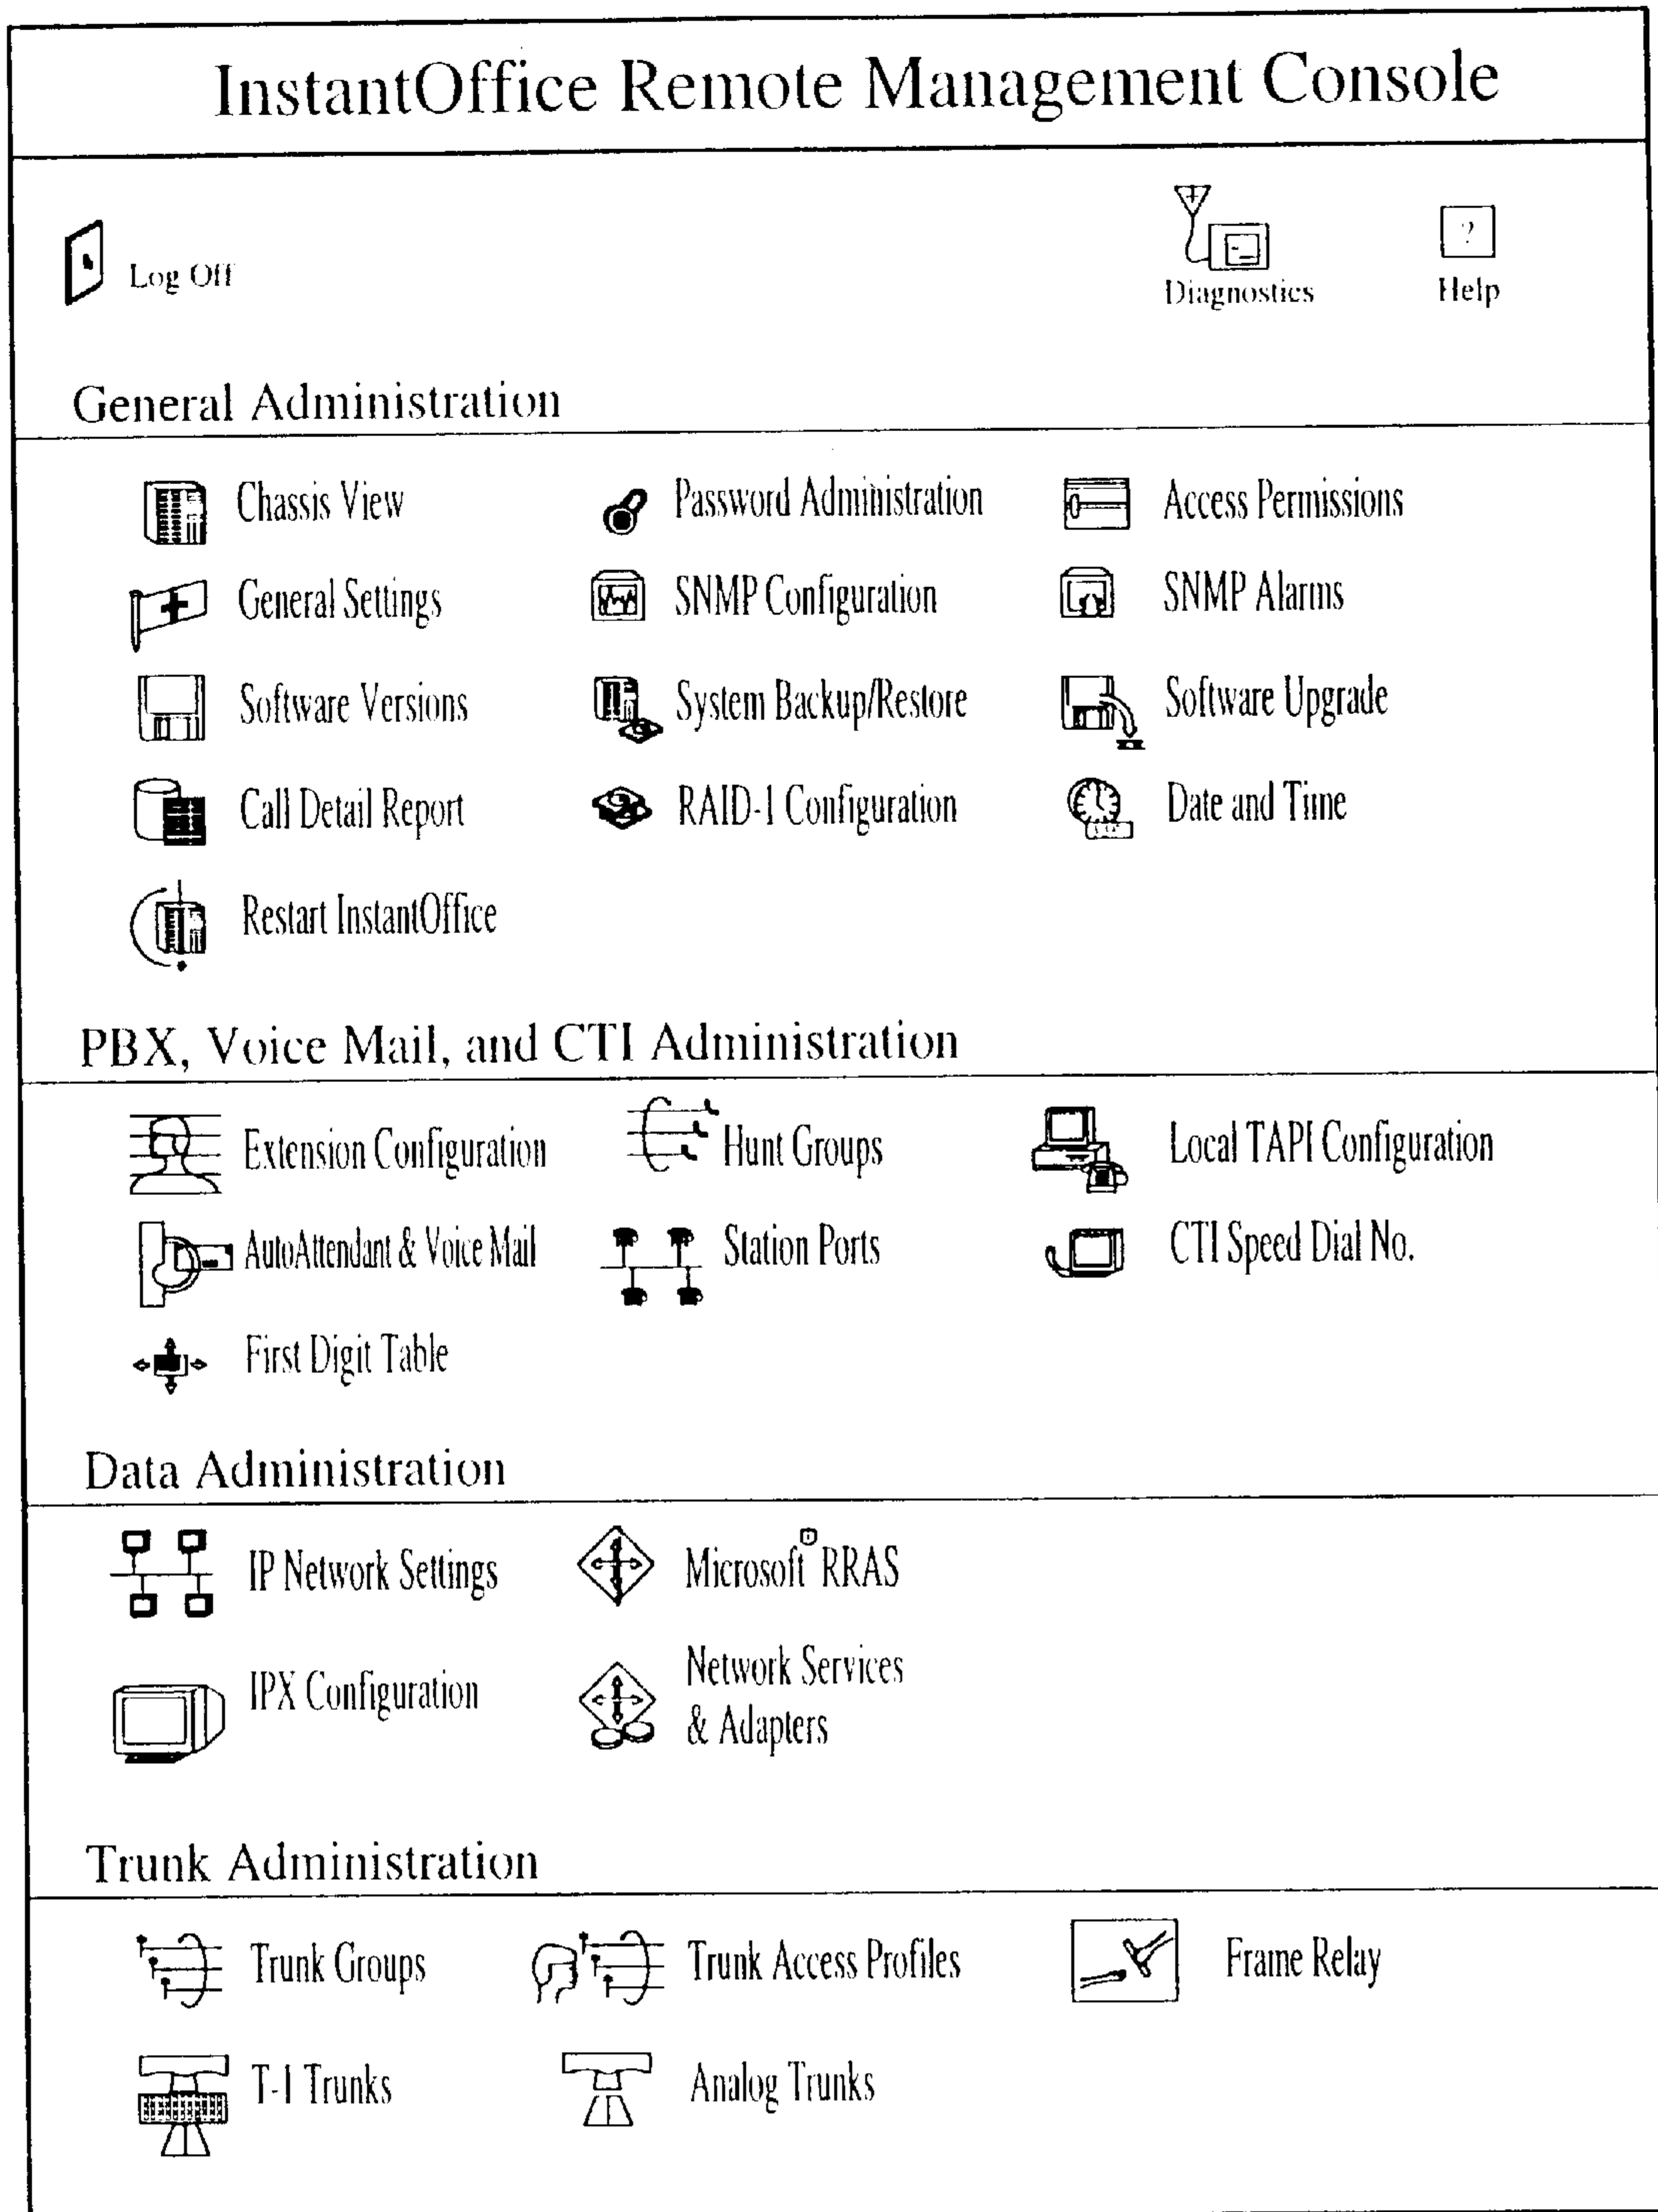 InstantOffice Remote Management Console
Log Off
Diagnostics
?
Help
General Administration
Chassis View
Password Administration
Access Permissions
General Settings
SNMP Configuration
SNMP Alarms
Software Versions
System Backup/Restore
Software Upgrade
Call Detail Report
RAID-1 Configuration
Date and Time
Restart InstantOffice
PBX, Voice Mail, and CTI Administration
Extension Configuration
Hunt Groups
Local TAPI Configuration
AutoAttendant & Voice Mail
Station Ports
CTI Speed Dial No.
First Digit Table
Data Administration
IP Network Settings
Microsoft RRAS
IPX Configuration
Network Services
& Adapters
Trunk Administration
Trunk Groups
Trunk Access Profiles
Frame Relay
T-1 Trunks
Analog Trunks